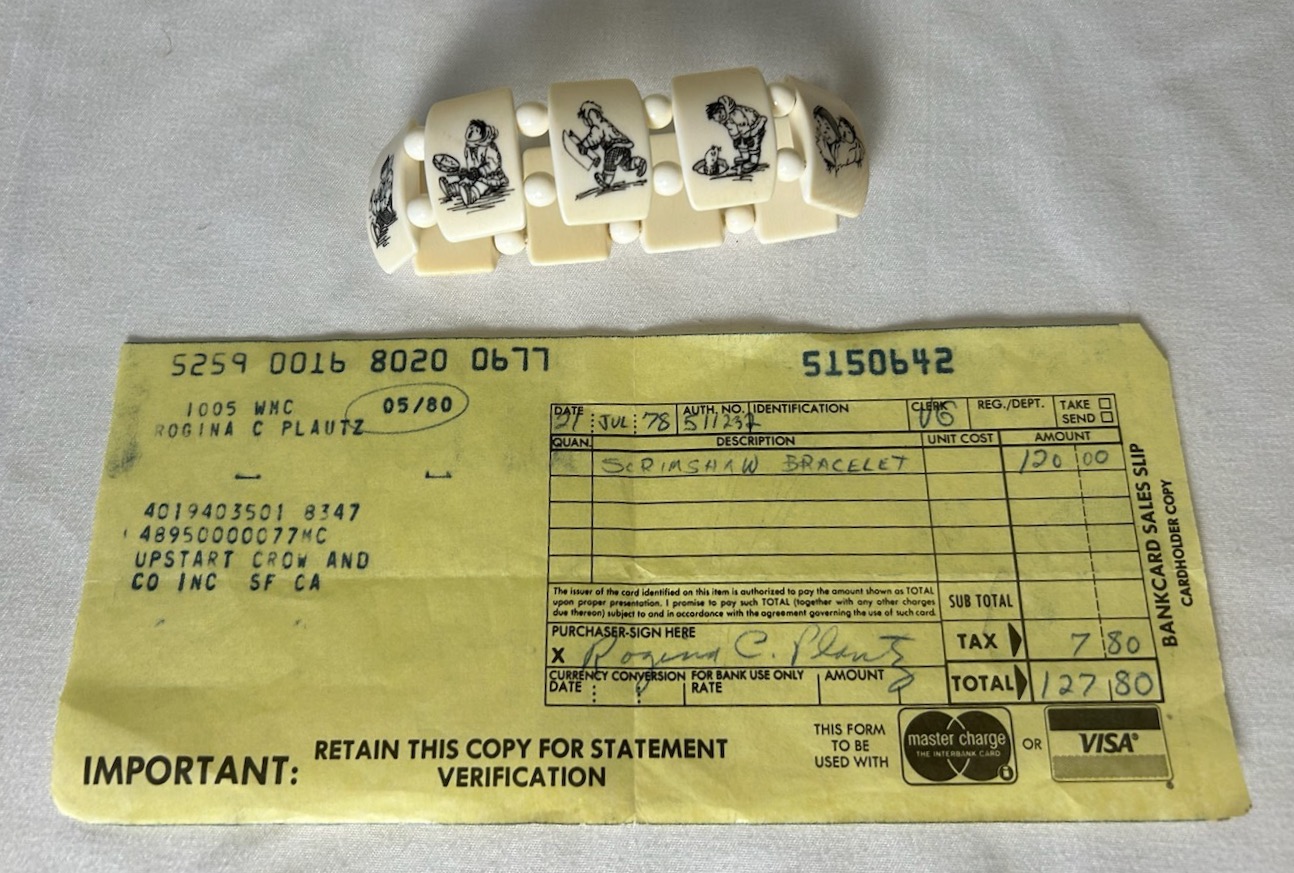 5259 0016 8020 0677
5150642
1005 WMC 05/80
ROGINA C PLAUTZ
4019403501 8347
48950000077MC
UPSTART CROW AND
CO INC SF CA
DATE AUTH. NO. IDENTIFICATION CLERK REG./DEPT. TAKE
SEND
21 JUL 78 511232 VG
QUAN. DESCRIPTION UNIT COST AMOUNT
SCRIMSHAW BRACELET 120 00
The issuer of the card identified on this item is authorized to pay the amount shown as TOTAL
upon proper presentation. I promise to pay such TOTAL (together with any other charges
due thereon) subject to and in accordance with the agreement governing the use of such card.
SUB TOTAL
PURCHASER-SIGN HERE
X Rogina C. Plautz
TAX 7 80
CURRENCY CONVERSION FOR BANK USE ONLY AMOUNT
DATE RATE
TOTAL 127 80
BANKCARD SALES SLIP
CARDHOLDER COPY
IMPORTANT: RETAIN THIS COPY FOR STATEMENT
VERIFICATION
THIS FORM
TO BE
USED WITH
master charge
THE INTERBANK CARD
OR
VISA®